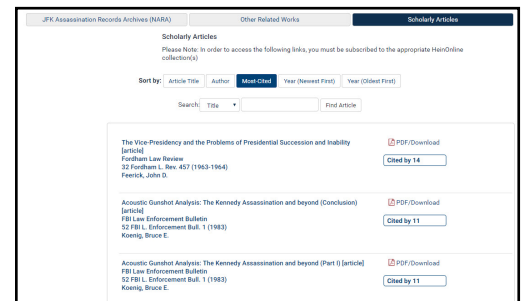 JFK Assassination Records Archives (NARA) Other Related Works Scholarly Articles
Scholarly Articles
Please Note: In order to access the following links, you must be subscribed to the appropriate HeinOnline
collection(s)
Sort by: Article Title Author Most-Cited Year (Newest First) Year (Oldest First)
Search: Title Find Article
The Vice-Presidency and the Problems of Presidential Succession and Inability PDF/Download
[article]
Fordham Law Review Cited by 14
32 Fordham L. Rev. 457 (1963-1964)
Feerick, John D.
Acoustic Gunshot Analysis: The Kennedy Assassination and beyond (Conclusion) PDF/Download
[article]
FBI Law Enforcement Bulletin Cited by 11
52 FBI L. Enforcement Bull. 1 (1983)
Koenig, Bruce E.
Acoustic Gunshot Analysis: The Kennedy Assassination and beyond (Part I) [article] PDF/Download
FBI Law Enforcement Bulletin
52 FBI L. Enforcement Bull. 1 (1983) Cited by 11
Koenig, Bruce E.